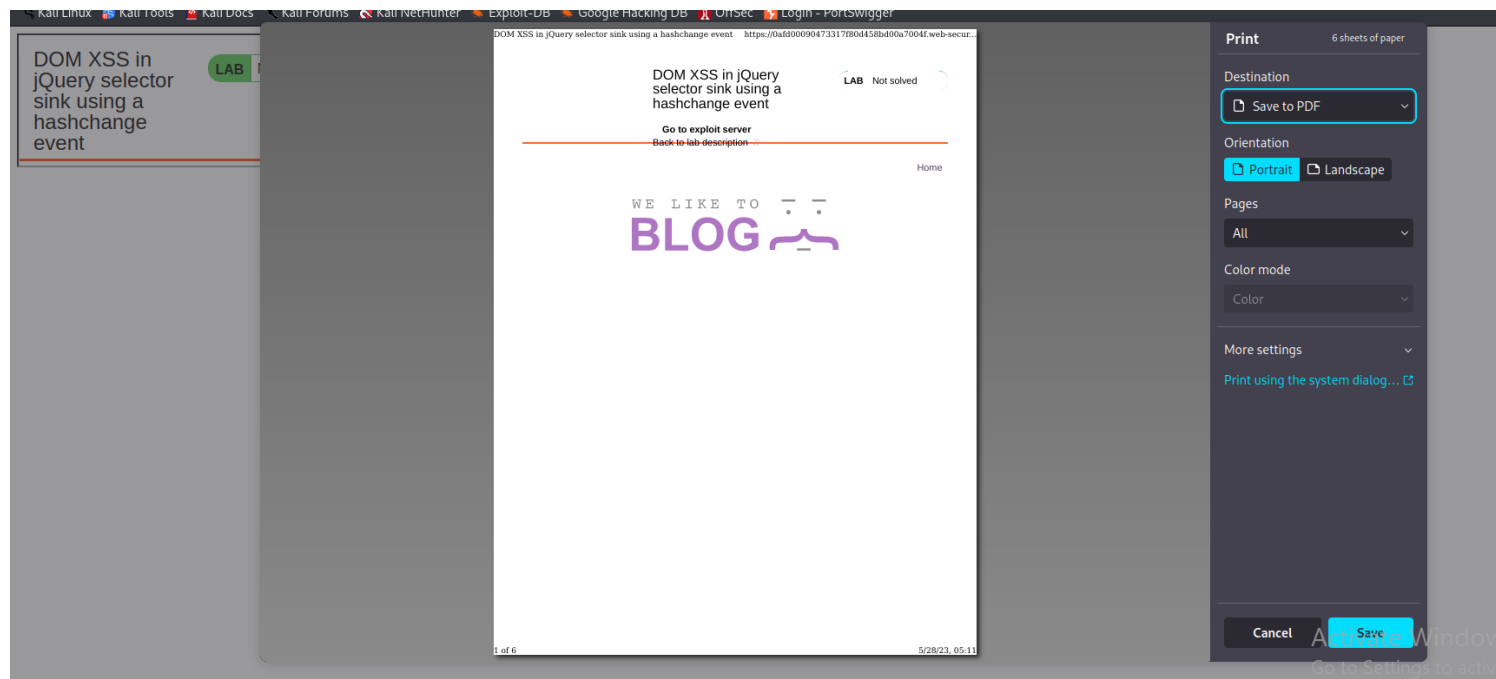 Kali Linux Kali Tools Kali Docs Kali Forums Kali NetHunter Exploit-DB Google Hacking DB OffSec Login - PortSwigger
DOM XSS in
jQuery selector
sink using a
hashchange
event
LAB
DOM XSS in jQuery selector sink using a hashchange event https://0afd00090473317f80d458bd00a7004f.web-secur...
DOM XSS in jQuery
selector sink using a
hashchange event
LAB Not solved
Go to exploit server
Back to lab description
Home
WE LIKE TO
BLOG
1 of 6 5/28/23, 05:11
Print 6 sheets of paper
Destination
Save to PDF
Orientation
Portrait Landscape
Pages
All
Color mode
Color
More settings
Print using the system dialog...
Cancel Save
Activate Window
Go to Settings to activ